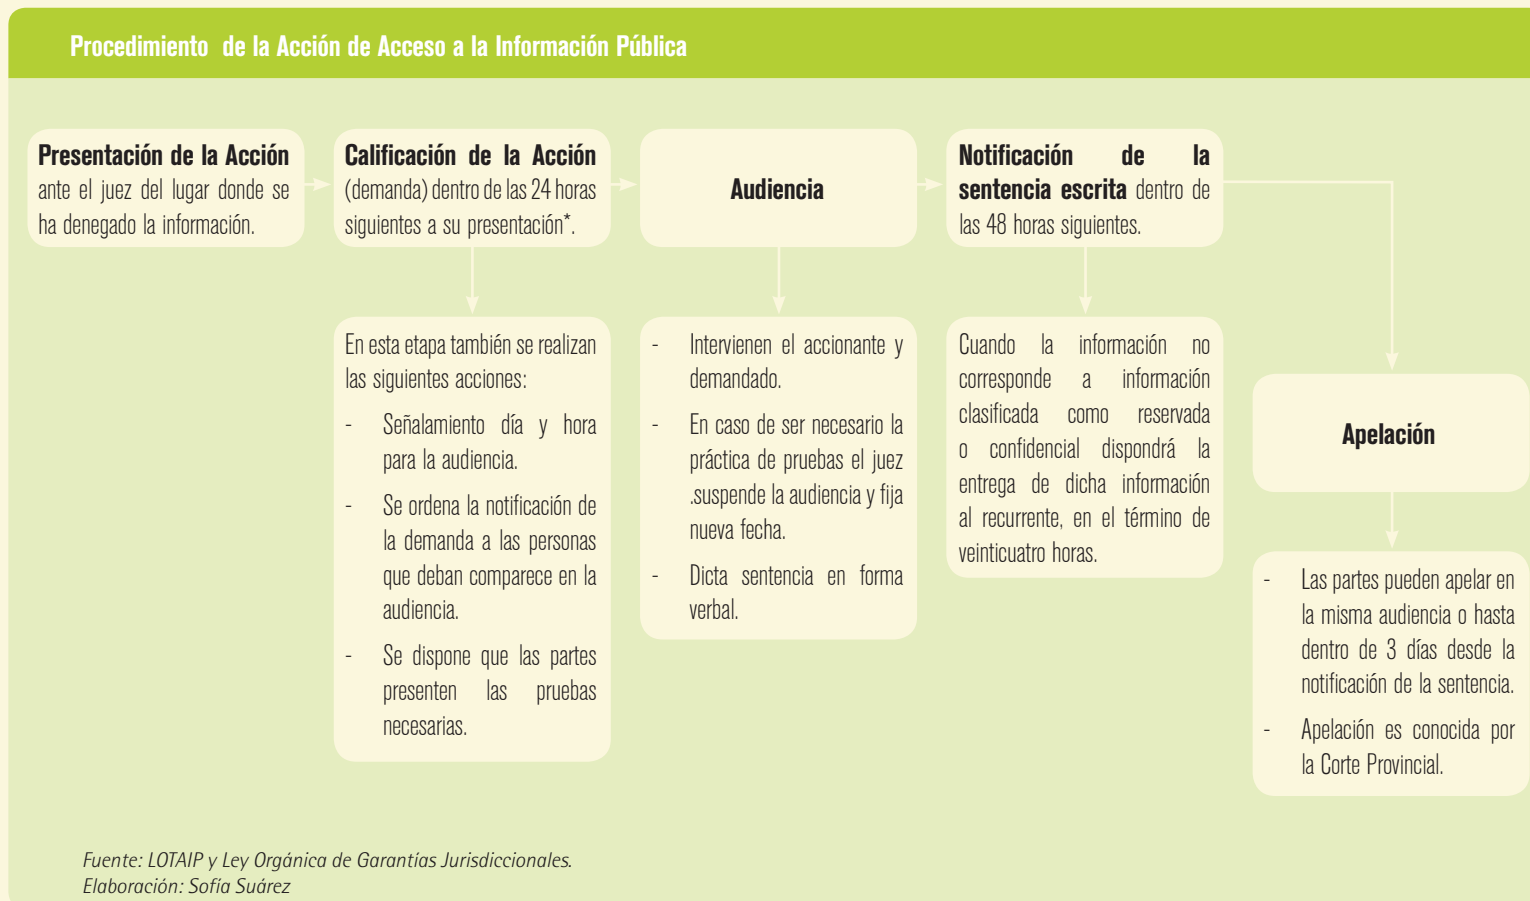 Procedimiento de la Acción de Acceso a la Información Pública
Presentación de la Acción
ante el juez del lugar donde se
ha denegado la información.
Calificación de la Acción
(demanda) dentro de las 24 horas
siguientes a su presentación*.
Audiencia
Notificación de la
sentencia escrita dentro de
las 48 horas siguientes.
En esta etapa también se realizan
las siguientes acciones:
- Señalamiento día y hora
para la audiencia.
- Se ordena la notificación de
la demanda a las personas
que deban comparece en la
audiencia.
- Se dispone que las partes
presenten las pruebas
necesarias.
- Intervienen el accionante y
demandado.
- En caso de ser necesario la
práctica de pruebas el juez
.suspende la audiencia y fija
nueva fecha.
- Dicta sentencia en forma
verbal.
Cuando la información no
corresponde a información
clasificada como reservada
o confidencial dispondrá la
entrega de dicha información
al recurrente, en el término de
veinticuatro horas.
Apelación
- Las partes pueden apelar en
la misma audiencia o hasta
dentro de 3 días desde la
notificación de la sentencia.
- Apelación es conocida por
la Corte Provincial.
Fuente: LOTAIP y Ley Orgánica de Garantías Jurisdiccionales.
Elaboración: Sofía Suárez